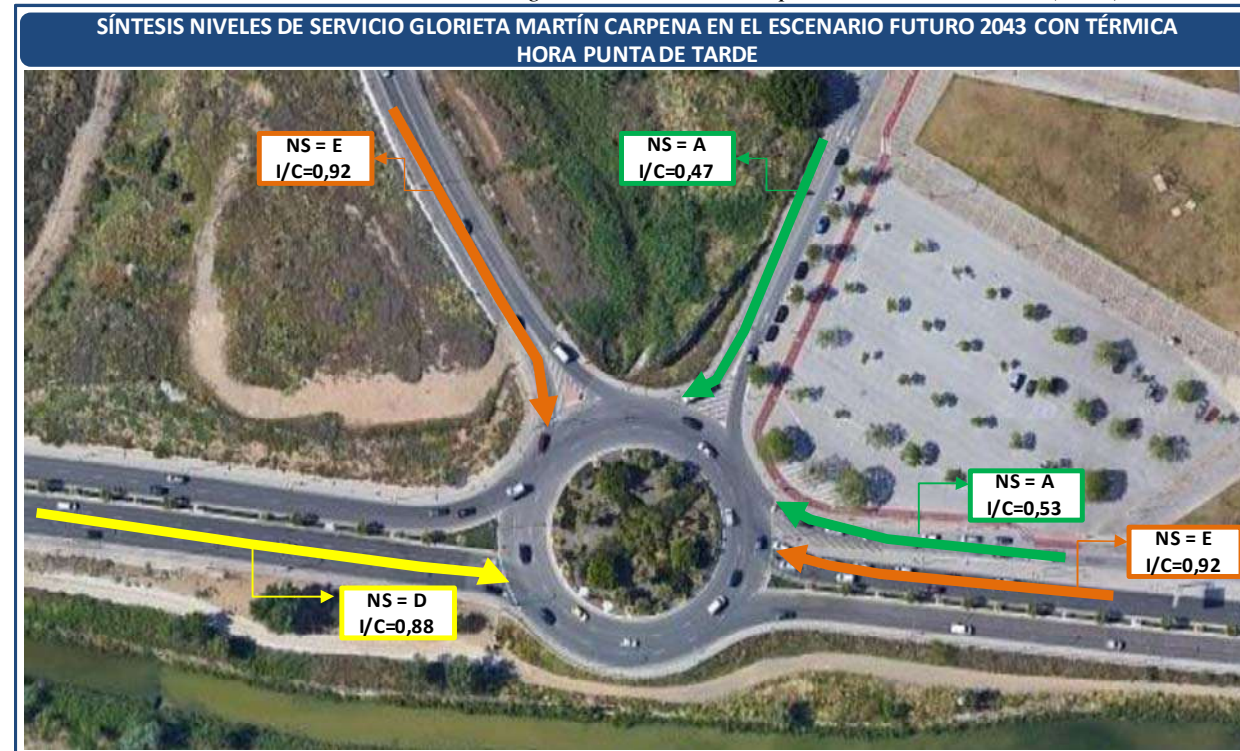 SÍNTESIS NIVELES DE SERVICIO GLORIETA MARTÍN CARPENA EN EL ESCENARIO FUTURO 2043 CON TÉRMICA
HORA PUNTA DE TARDE
NS = E
I/C=0,92
NS = A
I/C=0,47
NS = A
I/C=0,53
NS = E
I/C=0,92
NS = D
I/C=0,88